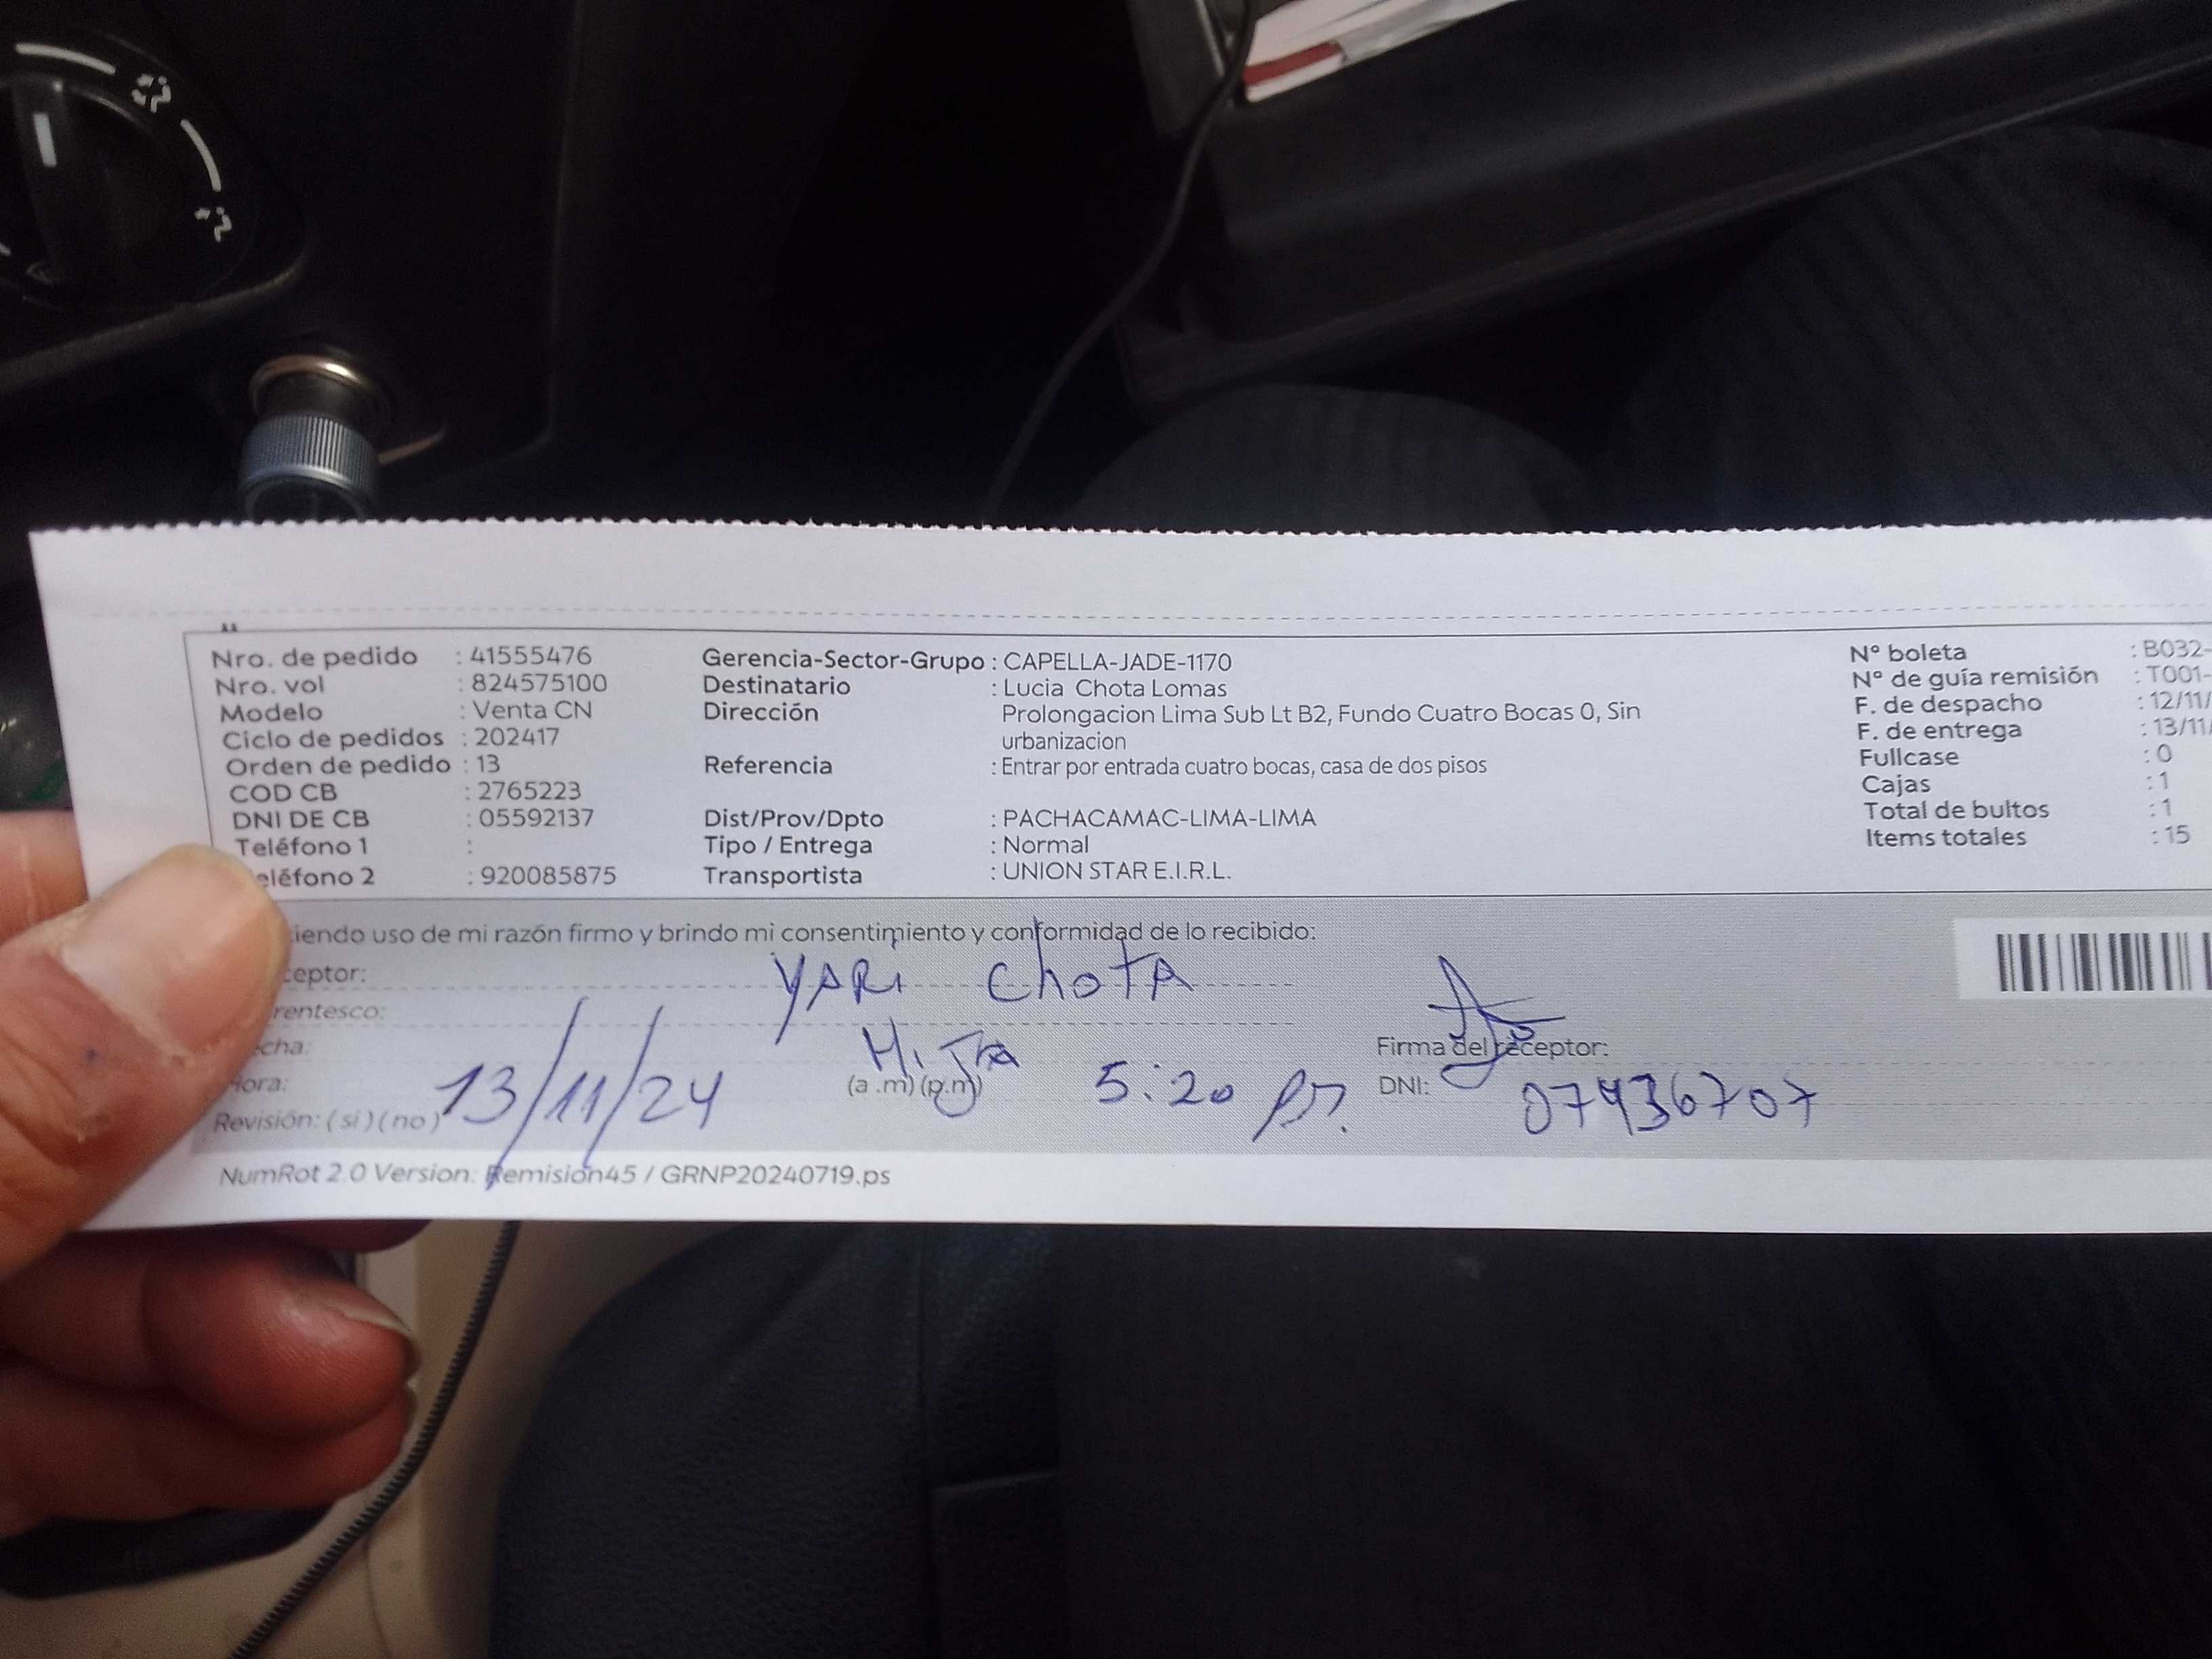 Nro. de pedido : 41555476
Nro. vol : 824575100
Modelo : Venta CN
Ciclo de pedidos : 202417
Orden de pedido : 13
COD CB : 2765223
DNI DE CB : 05592137
Teléfono 1 :
eléfono 2 : 920085875
Gerencia-Sector-Grupo : CAPELLA-JADE-1170
Destinatario : Lucia Chota Lomas
Dirección Prolongacion Lima Sub Lt B2, Fundo Cuatro Bocas 0, Sin
urbanizacion
Referencia : Entrar por entrada cuatro bocas, casa de dos pisos
Dist/Prov/Dpto : PACHACAMAC-LIMA-LIMA
Tipo / Entrega : Normal
Transportista : UNION STAR E.I.R.L.
Nº boleta : B032-
Nº de guía remisión : T001-
F. de despacho : 12/11/
F. de entrega : 13/11/
Fullcase : 0
Cajas : 1
Total de bultos : 1
Items totales : 15
iendo uso de mi razón firmo y brindo mi consentimiento y conformidad de lo recibido:
ceptor: YARI ChOTA
rentesco: HiJa
cha: 13/11/24
Hora: (a .m) (p.m) 5:20 pm.
Revisión: ( si ) ( no )
Firma del receptor:
DNI: 07436707
NumRot 2.0 Version: Remision45 / GRNP20240719.ps